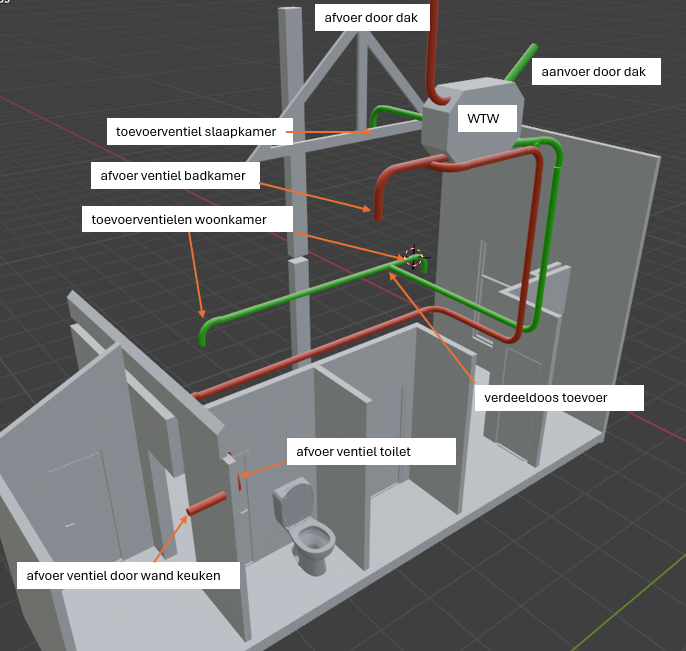 afvoer door dak
aanvoer door dak
WTW
toevoerventiel slaapkamer
afvoer ventiel badkamer
toevoerventielen woonkamer
verdeeldoos toevoer
afvoer ventiel toilet
afvoer ventiel door wand keuken